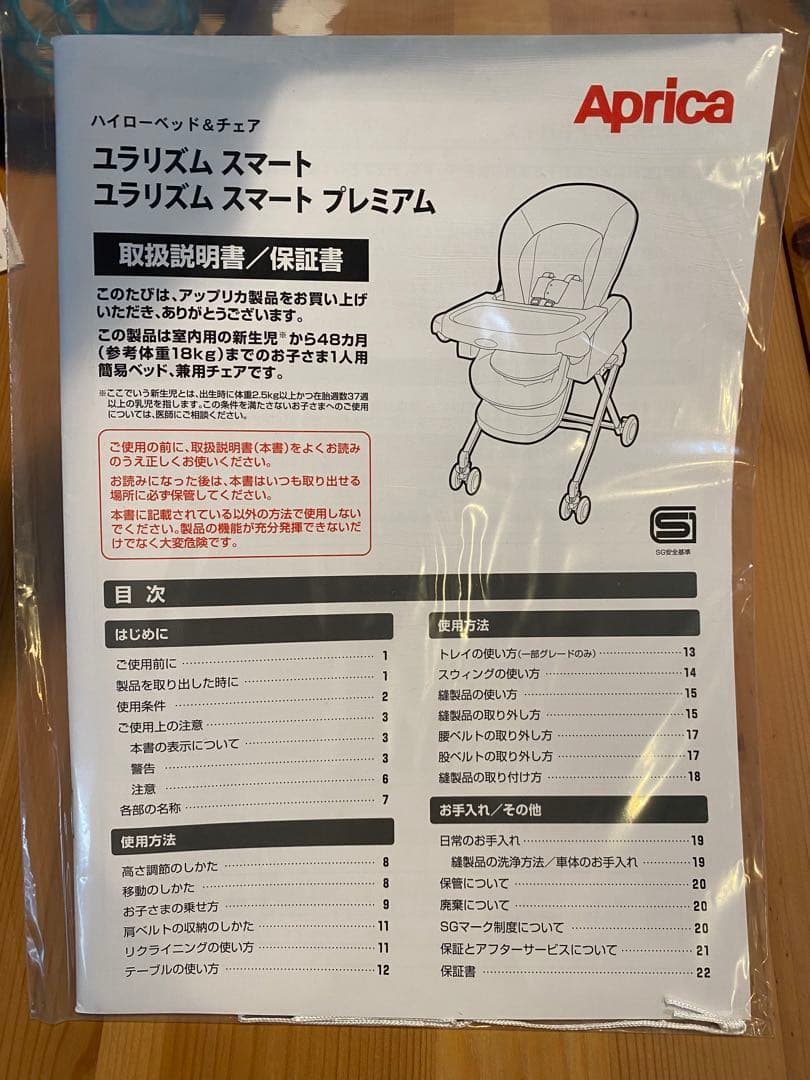 Aprica
ハイローベッド&チェア
ユラリズム スマート
ユラリズム スマート プレミアム
取扱説明書／保証書
このたびは、アップリカ製品をお買い上げ
いただき、ありがとうございます。
この製品は室内用の新生児※から48カ月
(参考体重18kg)までのお子さま1人用
簡易ベッド、兼用チェアです。
※ここでいう新生児とは、出生時に体重2.5kg以上かつ在胎週数37週
以上の乳児を指します。この条件を満たさないお子さまへのご使用
については、医師にご相談ください。
ご使用の前に、取扱説明書(本書)をよくお読み
のうえ正しくお使いください。
お読みになった後は、本書はいつも取り出せる
場所に必ず保管してください。
本書に記載されている以外の方法で使用しない
でください。製品の機能が充分発揮できないだ
けでなく大変危険です。
SG安全基準
目 次
はじめに
ご使用前に 1
製品を取り出した時に 1
使用条件 2
ご使用上の注意 3
本書の表示について 3
警告 3
注意 6
各部の名称 7
使用方法
高さ調節のしかた 8
移動のしかた 8
お子さまの乗せ方 9
肩ベルトの収納のしかた 11
リクライニングの使い方 11
テーブルの使い方 12
使用方法
トレイの使い方(一部グレードのみ) 13
スウィングの使い方 14
縫製品の使い方 15
縫製品の取り外し方 15
腰ベルトの取り外し方 17
股ベルトの取り外し方 17
縫製品の取り付け方 18
お手入れ／その他
日常のお手入れ 19
縫製品の洗浄方法／車体のお手入れ 19
保管について 20
廃棄について 20
SGマーク制度について 20
保証とアフターサービスについて 21
保証書 22